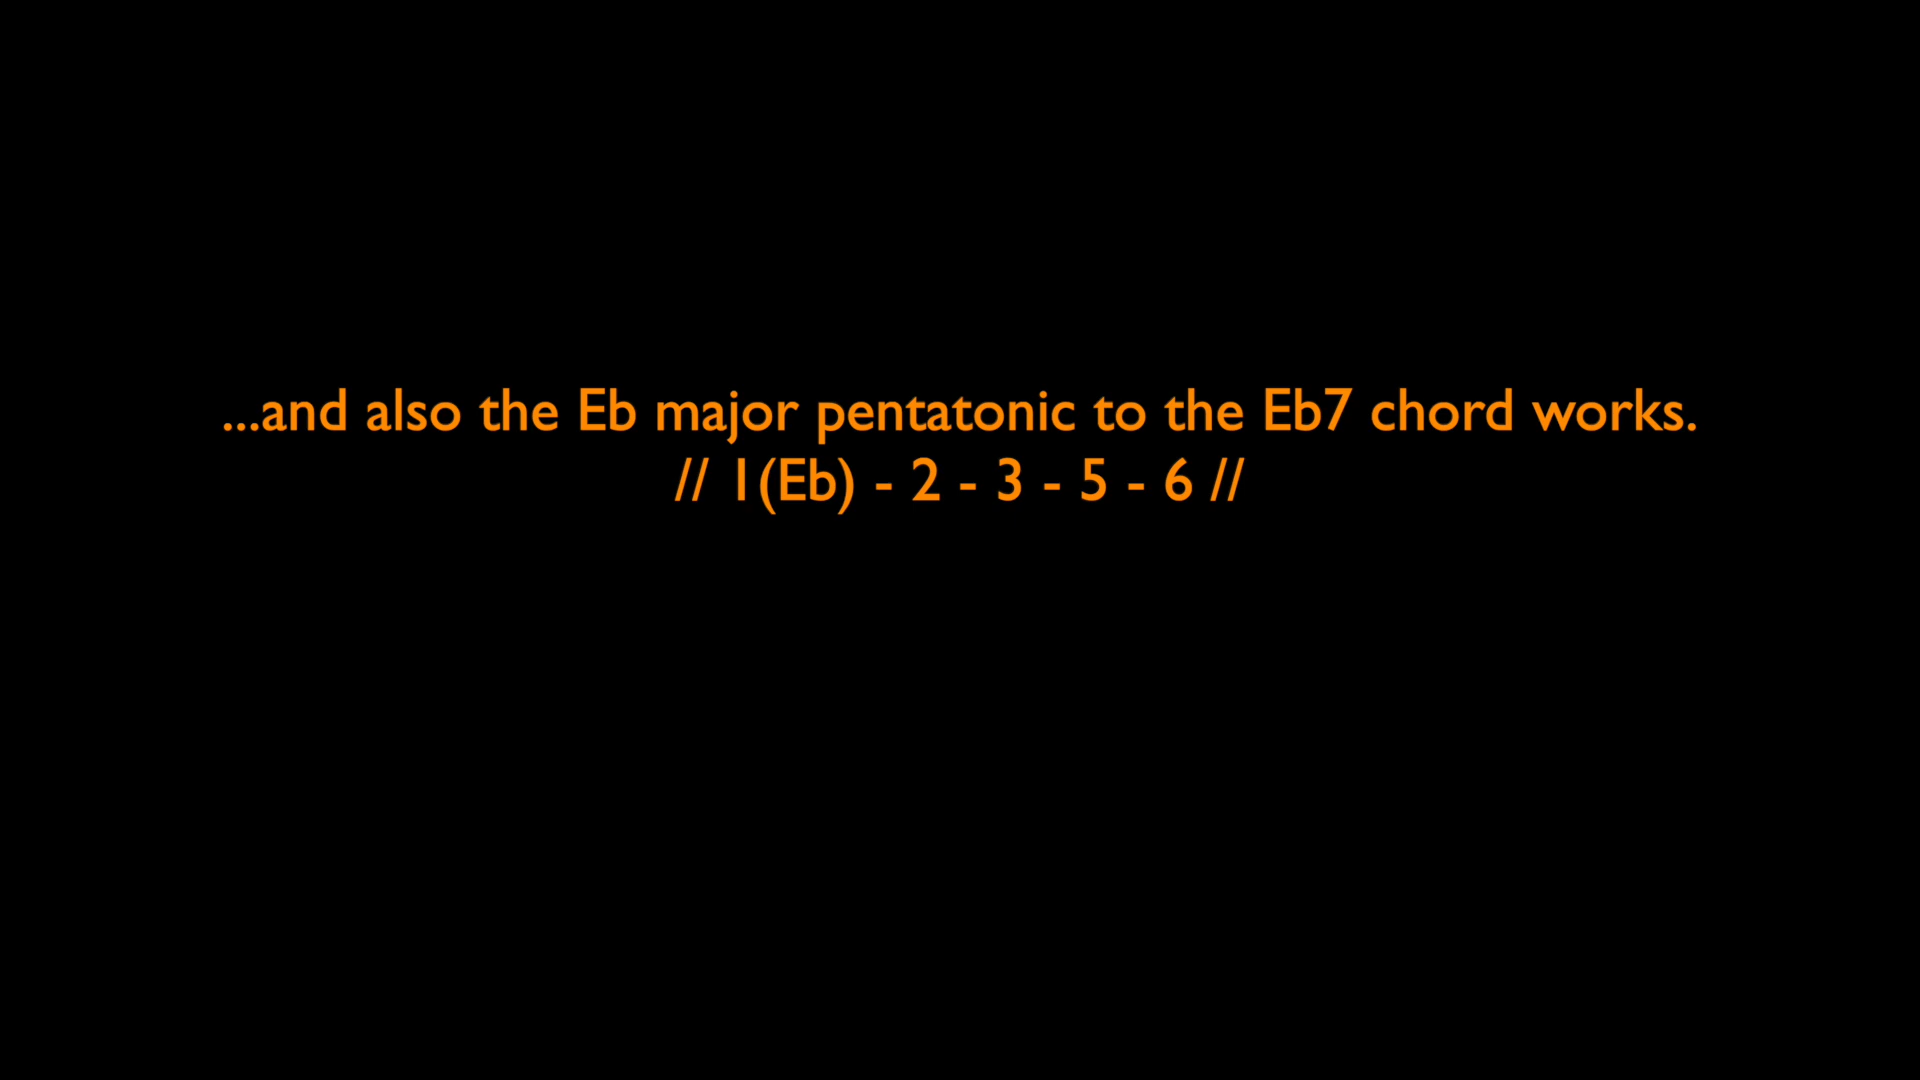 ...and also the Eb major pentatonic to the Eb7 chord works.
// 1(Eb) - 2 - 3 - 5 - 6 //